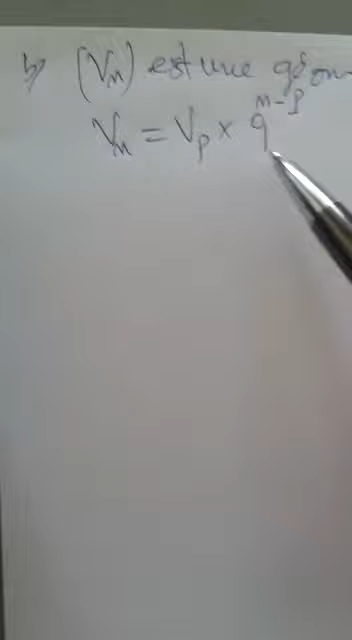 b) (Vn) est une géom
Vn = Vp × q^n-p